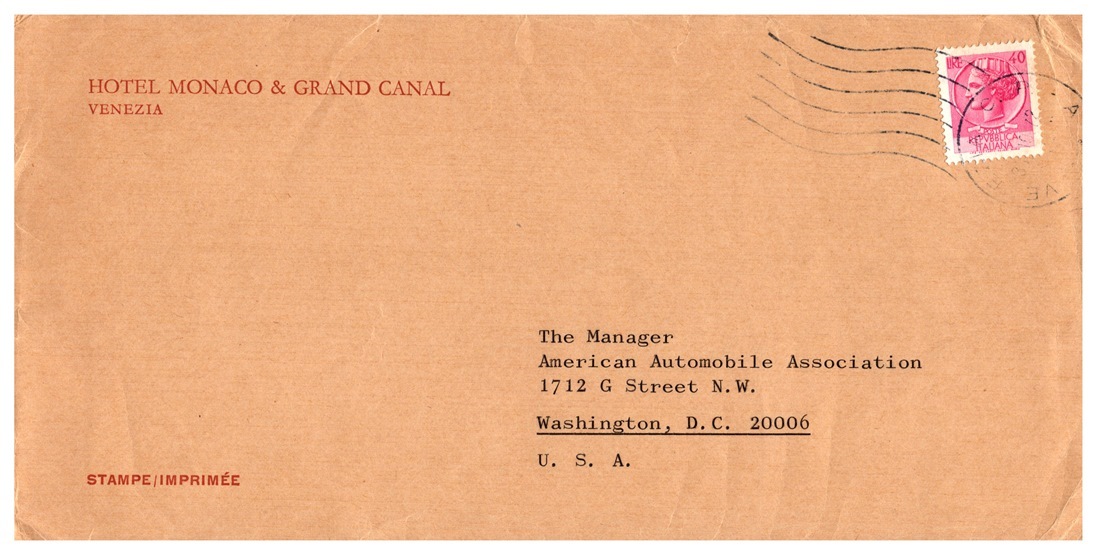 HOTEL MONACO & GRAND CANAL
VENEZIA
LIRE 40
POSTE
REPVBBLICA
ITALIANA
The Manager
American Automobile Association
1712 G Street N.W.
Washington, D.C. 20006
U. S. A.
STAMPE/IMPRIMÉE